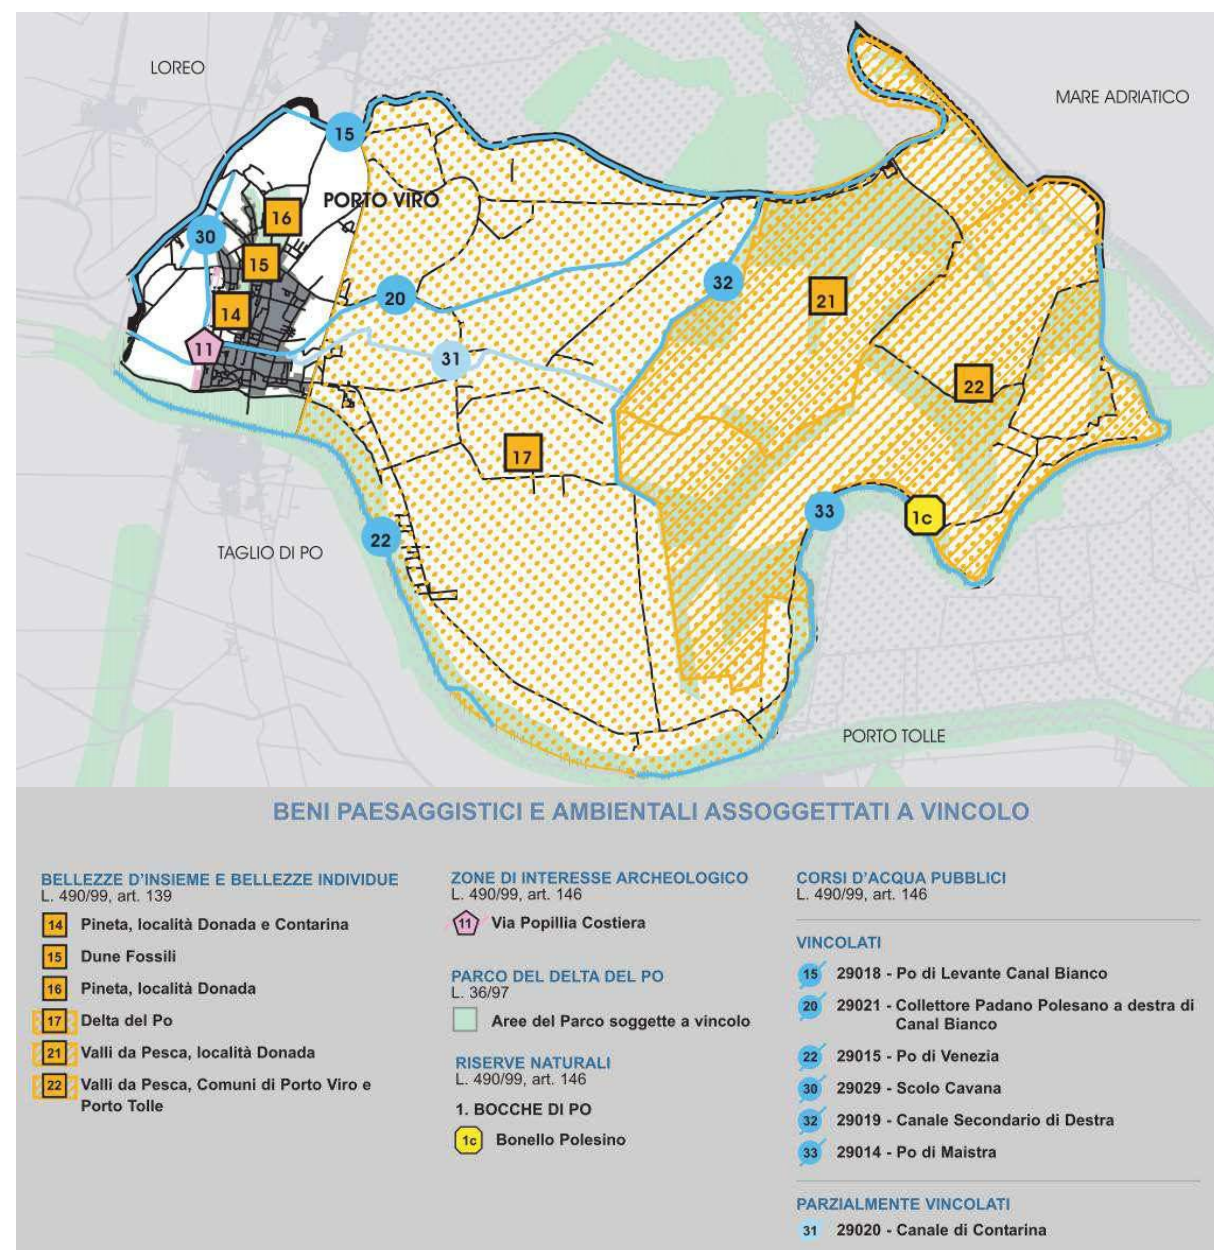 LOREO
MARE ADRIATICO
15
PORTO VIRO
16
30
15
20
32
21
14
11
31
22
17
33
1c
22
TAGLIO DI PO
PORTO TOLLE
BENI PAESAGGISTICI E AMBIENTALI ASSOGGETTATI A VINCOLO
BELLEZZE D'INSIEME E BELLEZZE INDIVIDUE
L. 490/99, art. 139
14 Pineta, località Donada e Contarina
15 Dune Fossili
16 Pineta, località Donada
17 Delta del Po
21 Valli da Pesca, località Donada
22 Valli da Pesca, Comuni di Porto Viro e
Porto Tolle
ZONE DI INTERESSE ARCHEOLOGICO
L. 490/99, art. 146
11 Via Popillia Costiera
PARCO DEL DELTA DEL PO
L. 36/97
Aree del Parco soggette a vincolo
RISERVE NATURALI
L. 490/99, art. 146
1. BOCCHE DI PO
1c Bonello Polesino
CORSI D'ACQUA PUBBLICI
L. 490/99, art. 146
VINCOLATI
15 29018 - Po di Levante Canal Bianco
20 29021 - Collettore Padano Polesano a destra di
Canal Bianco
22 29015 - Po di Venezia
30 29029 - Scolo Cavana
32 29019 - Canale Secondario di Destra
33 29014 - Po di Maistra
PARZIALMENTE VINCOLATI
31 29020 - Canale di Contarina